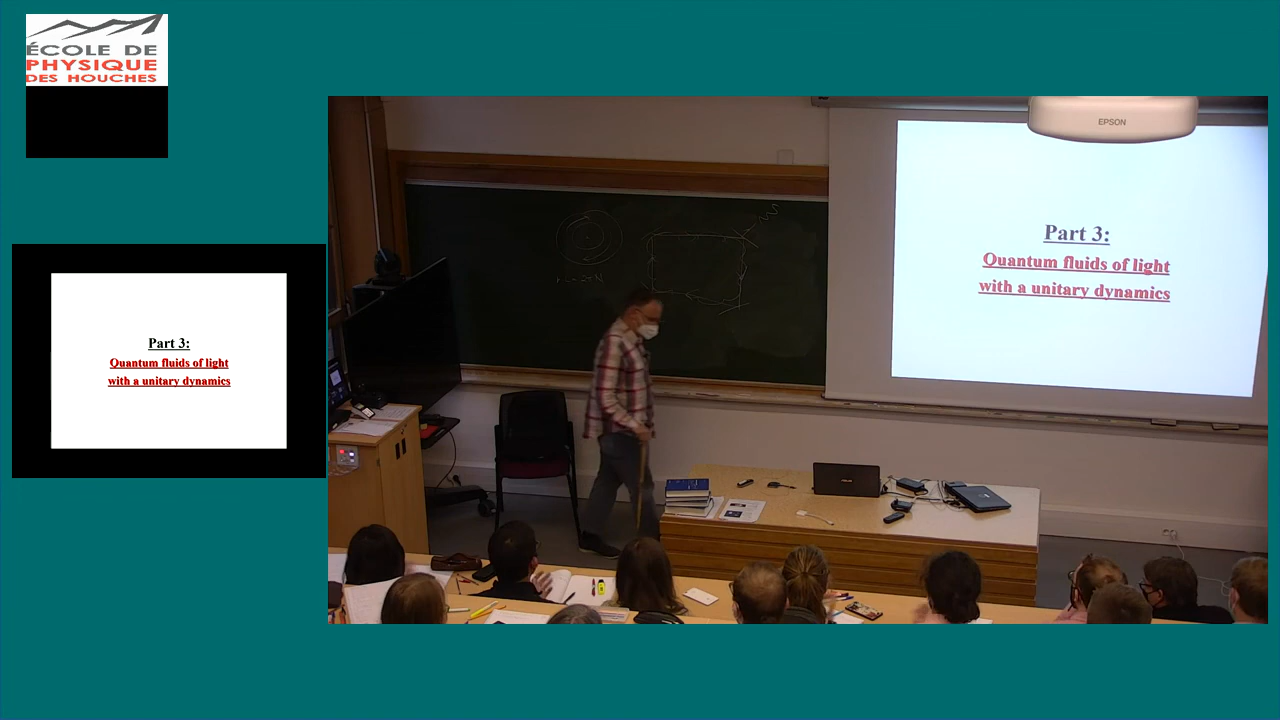 ÉCOLE DE
PHYSIQUE
DES HOUCHES
Part 3:
Quantum fluids of light
with a unitary dynamics
EPSON
Part 3:
Quantum fluids of light
with a unitary dynamics